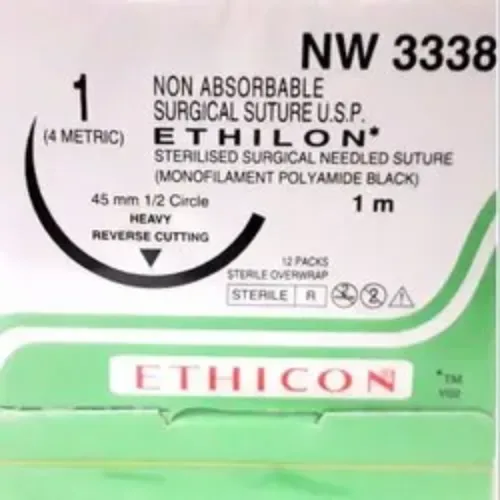 NW 3338
1
(4 METRIC)
NON ABSORBABLE
SURGICAL SUTURE U.S.P.
ETHILON*
STERILISED SURGICAL NEEDLED SUTURE
(MONOFILAMENT POLYAMIDE BLACK)
45 mm 1/2 Circle
1 m
HEAVY
REVERSE CUTTING
12 PACKS
STERILE OVERWRAP
STERILE R
ETHICON
*TM